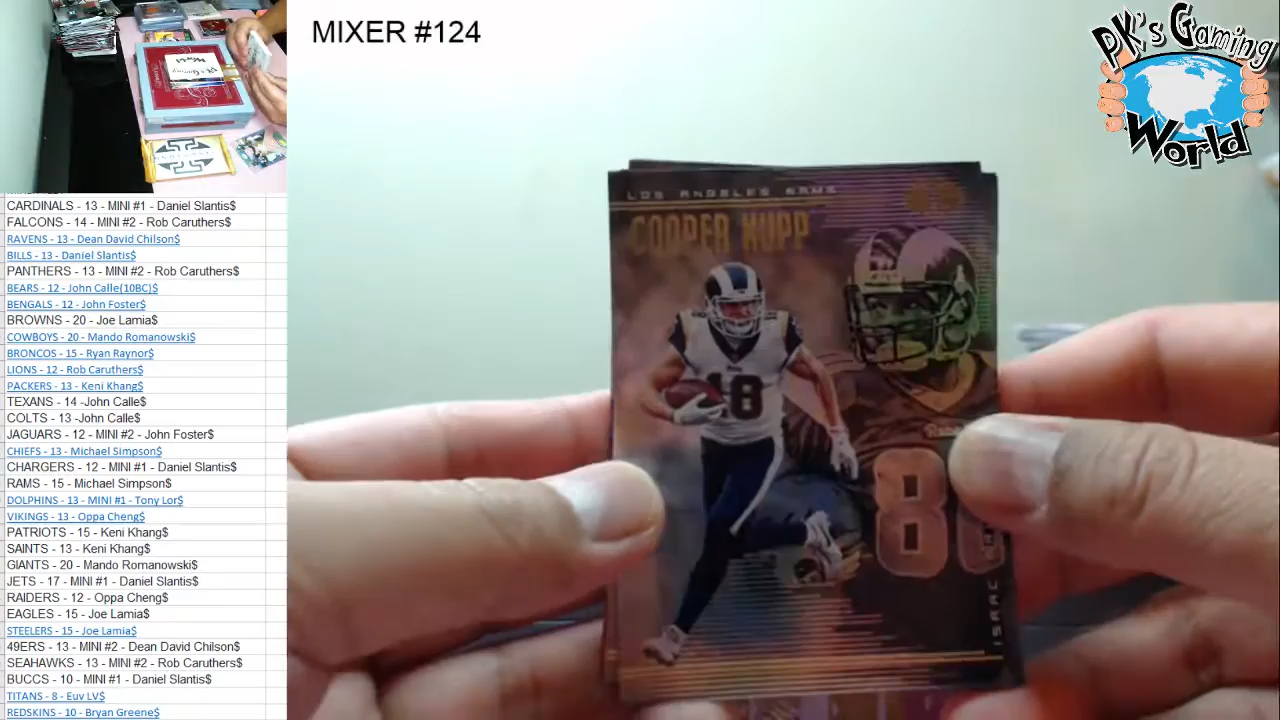 MIXER #124
PK's Gaming World
CARDINALS - 13 - MINI #1 - Daniel Slantis$
FALCONS - 14 - MINI #2 - Rob Caruthers$
RAVENS - 13 - Dean David Chilson$
BILLS - 13 - Daniel Slantis$
PANTHERS - 13 - MINI #2 - Rob Caruthers$
BEARS - 12 - John Calle(10BC)$
BENGALS - 12 - John Foster$
BROWNS - 20 - Joe Lamia$
COWBOYS - 20 - Mando Romanowski$
BRONCOS - 15 - Ryan Raynor$
LIONS - 12 - Rob Caruthers$
PACKERS - 13 - Keni Khang$
TEXANS - 14 -John Calle$
COLTS - 13 -John Calle$
JAGUARS - 12 - MINI #2 - John Foster$
CHIEFS - 13 - Michael Simpson$
CHARGERS - 12 - MINI #1 - Daniel Slantis$
RAMS - 15 - Michael Simpson$
DOLPHINS - 13 - MINI #1 - Tony Lor$
VIKINGS - 13 - Oppa Cheng$
PATRIOTS - 15 - Keni Khang$
SAINTS - 13 - Keni Khang$
GIANTS - 20 - Mando Romanowski$
JETS - 17 - MINI #1 - Daniel Slantis$
RAIDERS - 12 - Oppa Cheng$
EAGLES - 15 - Joe Lamia$
STEELERS - 15 - Joe Lamia$
49ERS - 13 - MINI #2 - Dean David Chilson$
SEAHAWKS - 13 - MINI #2 - Rob Caruthers$
BUCCS - 10 - MINI #1 - Daniel Slantis$
TITANS - 8 - Euv LV$
REDSKINS - 10 - Bryan Greene$
LOS ANGELES RAMS
COOPER KUPP
18
80
ISAAC